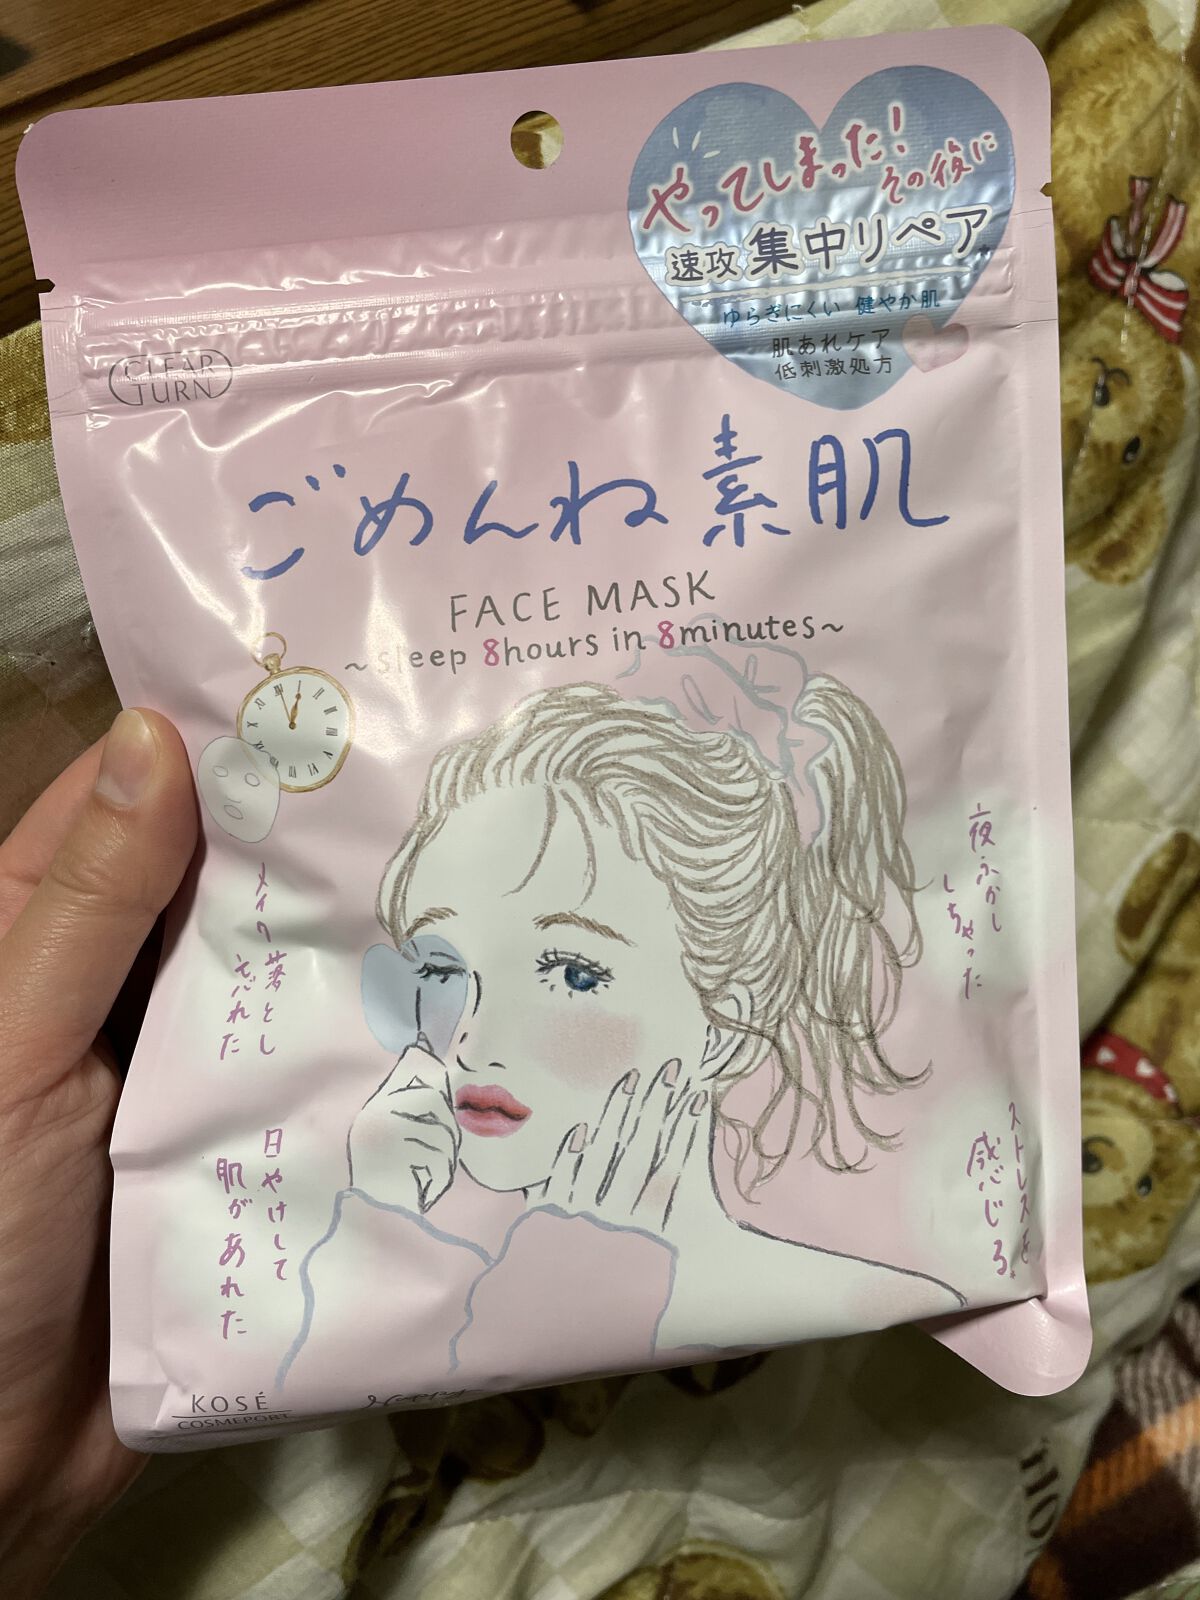 やってしまった!
その後に
速攻 集中リペア*
ゆらぎにくい 健やか肌
肌あれケア
低刺激処方
CLEAR
TURN
ごめんね素肌
FACE MASK
~sleep 8hours in 8minutes~
夜ふかし
しちゃった
メイク落とし
忘れた
ストレスを
感じる。
日やけして
肌があれた
KOSÉ
COSMEPORT